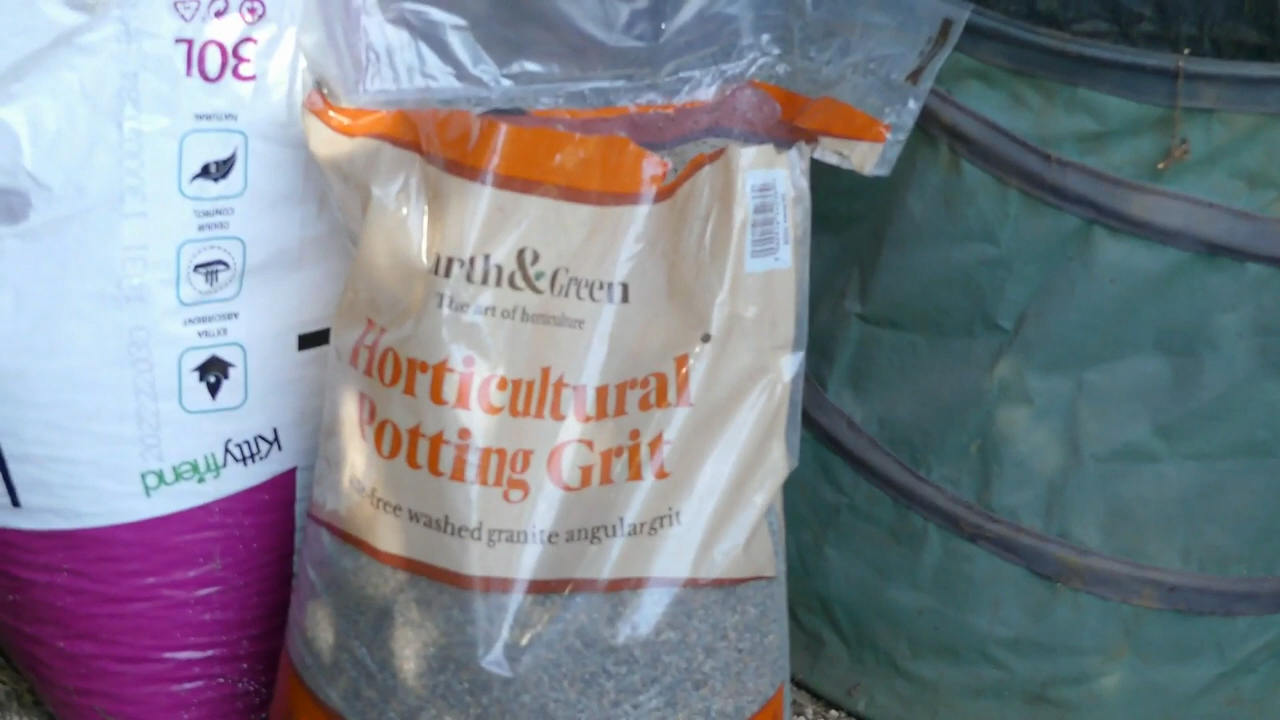 30L
NATURAL
ODOUR
CONTROL
EXTRA
ABSORBENT
Kittyfriend
arth & Green
The art of horticulture
Horticultural
Potting Grit
-free washed granite angular grit